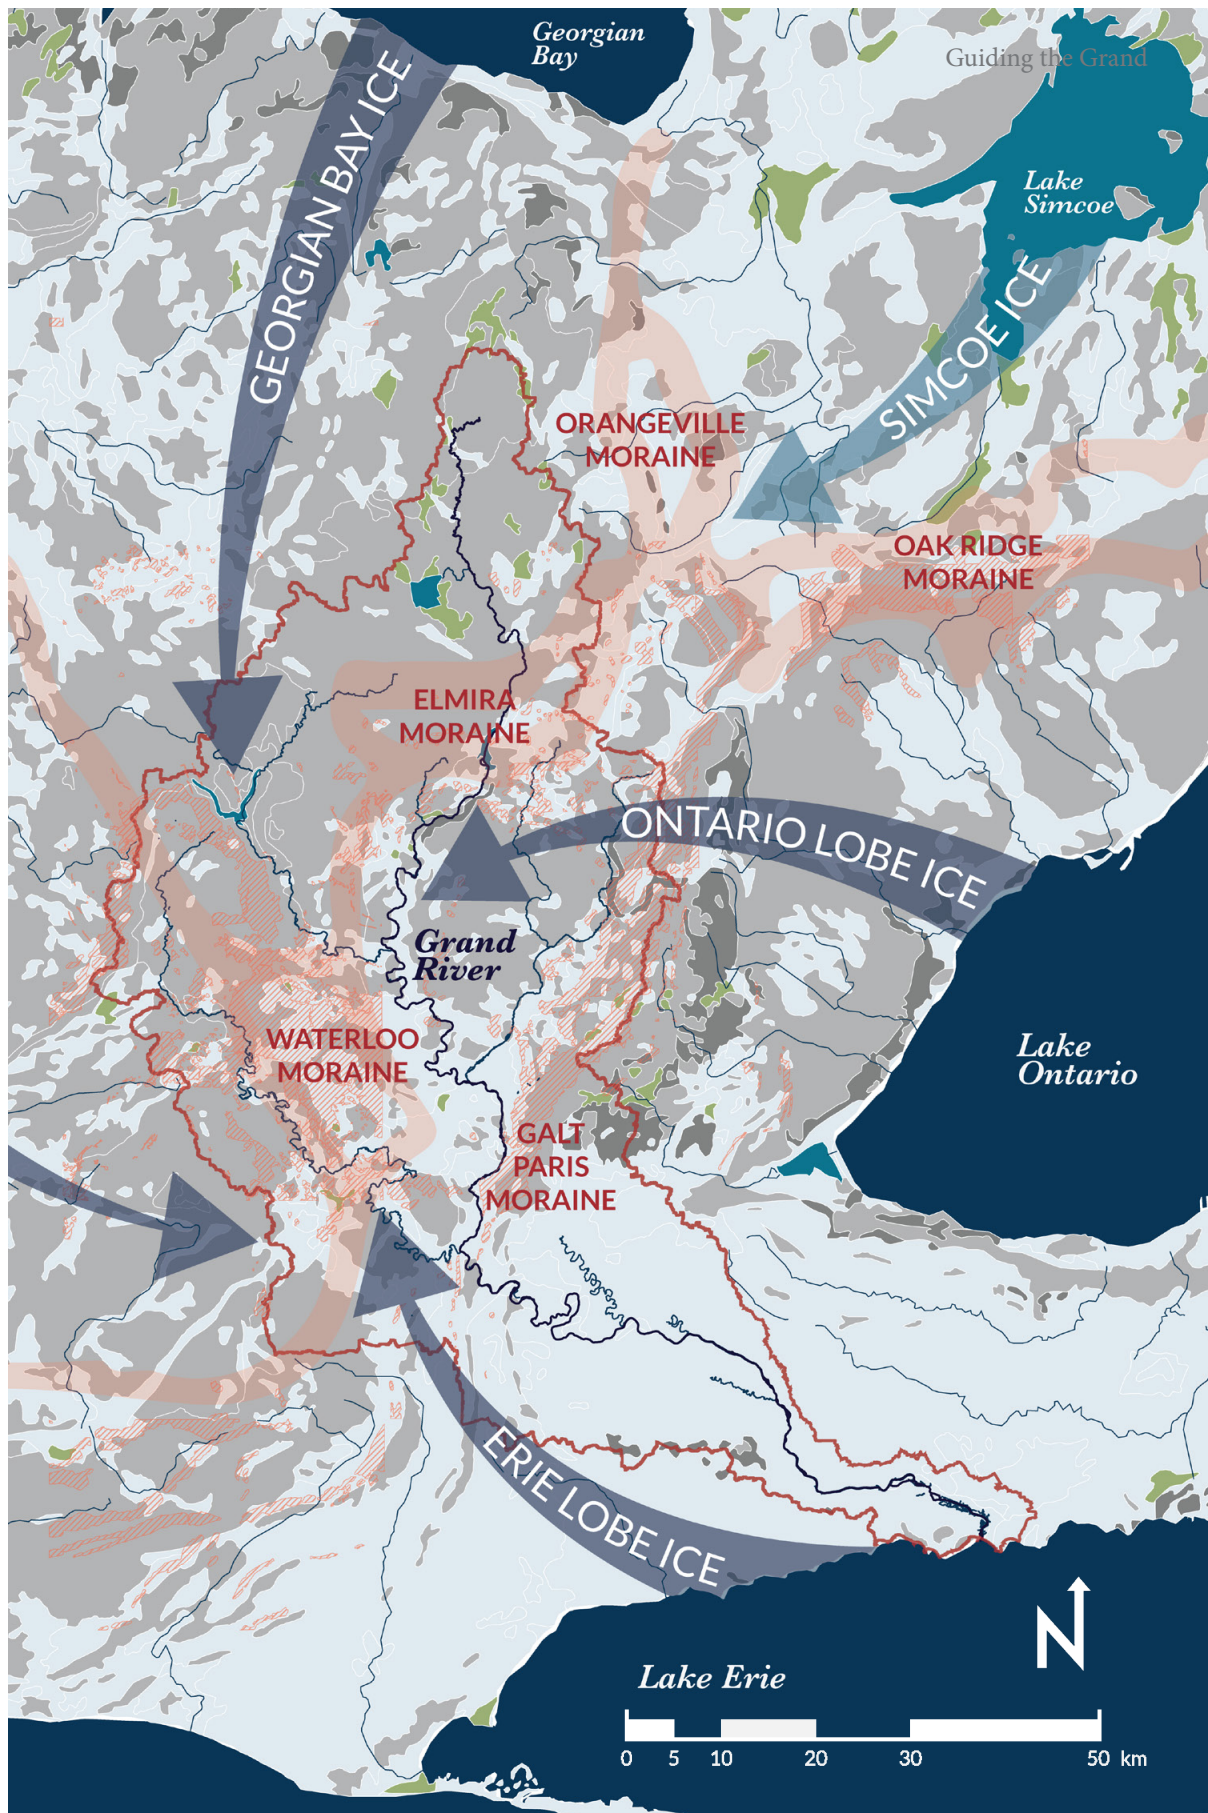 Georgian
Bay
Guiding the Grand
GEORGIAN BAY ICE
Lake
Simcoe
SIMCOE ICE
ORANGEVILLE
MORAINE
OAK RIDGE
MORAINE
ELMIRA
MORAINE
ONTARIO LOBE ICE
Grand
River
WATERLOO
MORAINE
Lake
Ontario
GALT
PARIS
MORAINE
ERIE LOBE ICE
N
Lake Erie
0 5 10 20 30 50 km